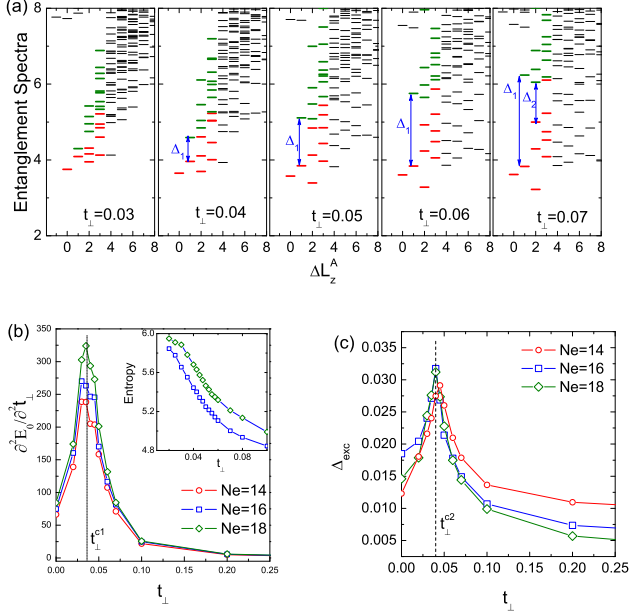 (a)
Entanglement Spectra
8
6
4
2
Δ₁
Δ₁
Δ₁
Δ₁
Δ₂
t⊥=0.03
t⊥=0.04
t⊥=0.05
t⊥=0.06
t⊥=0.07
0 2 4 6 8 0 2 4 6 8 0 2 4 6 8 0 2 4 6 8 0 2 4 6 8
ΔL_z^A
(b)
∂²E₀/∂²t⊥
350
300
250
200
150
100
50
0
6.0
5.6
5.2
4.8
Entropy
0.04 0.08
t⊥
Ne=14
Ne=16
Ne=18
t⊥^c1
0.00 0.05 0.10 0.15 0.20 0.25
t⊥
(c)
Δ_exc
0.035
0.030
0.025
0.020
0.015
0.010
0.005
0.000
Ne=14
Ne=16
Ne=18
t⊥^c2
0.00 0.05 0.10 0.15 0.20 0.25
t⊥